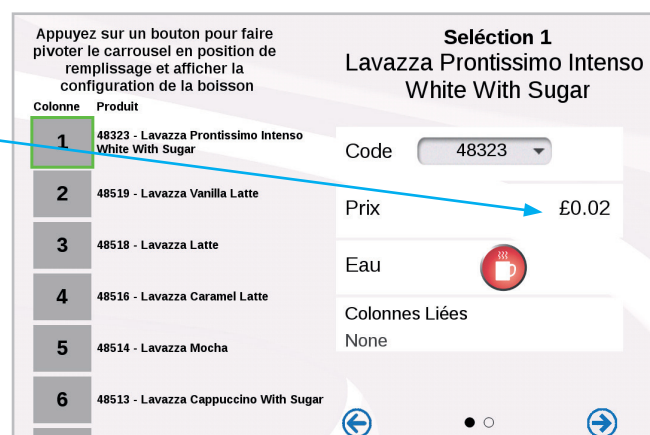 Appuyez sur un bouton pour faire
pivoter le carrousel en position de
remplissage et afficher la
configuration de la boisson
Colonne Produit
1 48323 - Lavazza Prontissimo Intenso
White With Sugar
2 48519 - Lavazza Vanilla Latte
3 48518 - Lavazza Latte
4 48516 - Lavazza Caramel Latte
5 48514 - Lavazza Mocha
6 48513 - Lavazza Cappuccino With Sugar
Seléction 1
Lavazza Prontissimo Intenso
White With Sugar
Code 48323
Prix £0.02
Eau
Colonnes Liées
None